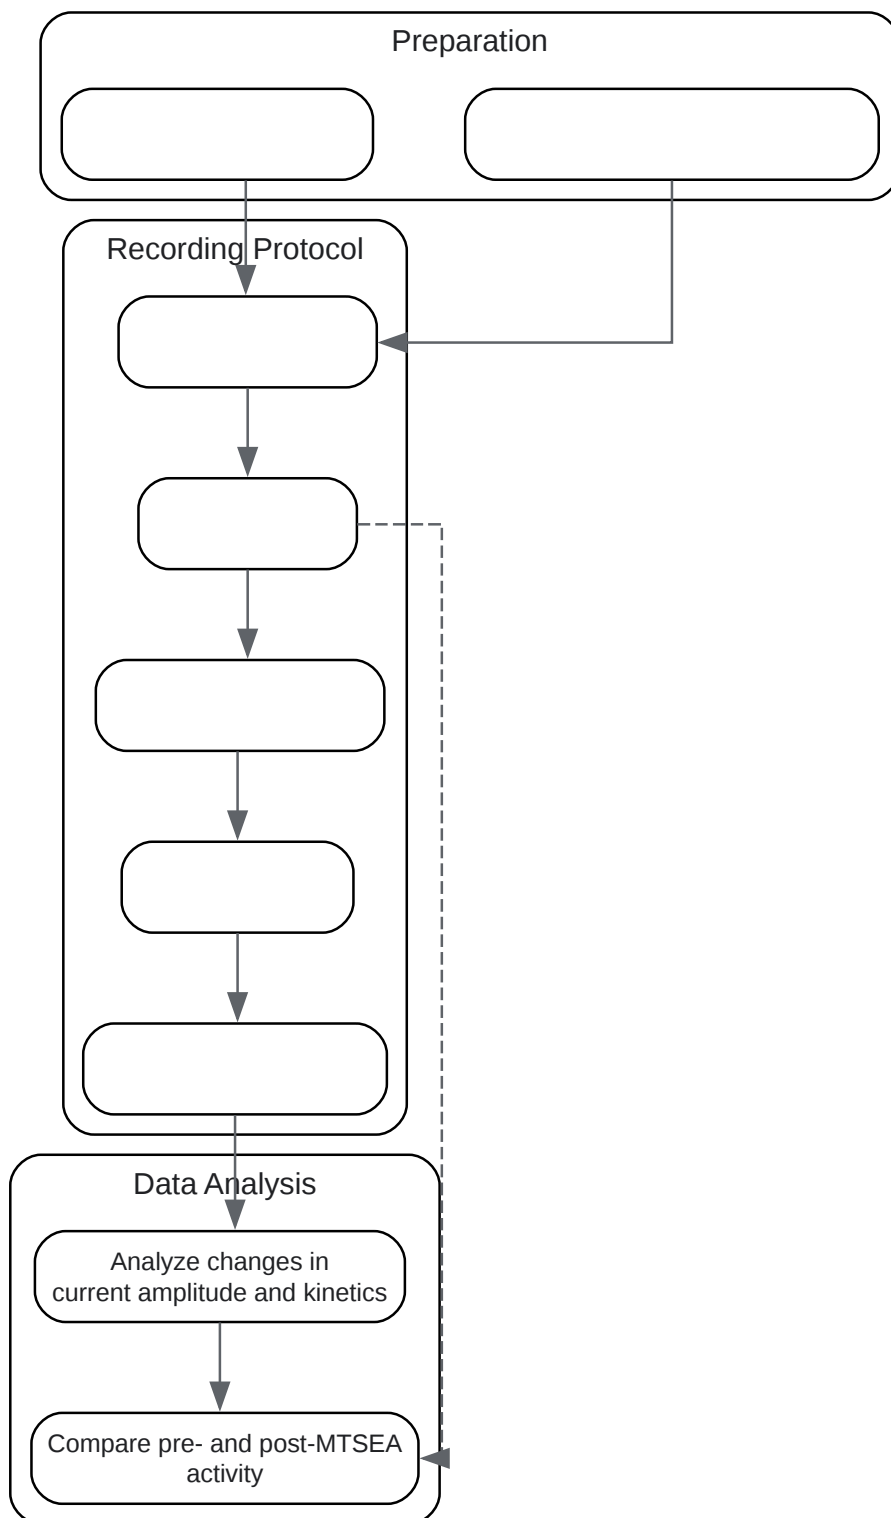 Preparation
Recording Protocol
Data Analysis
Analyze changes in
current amplitude and kinetics
Compare pre- and post-MTSEA
activity